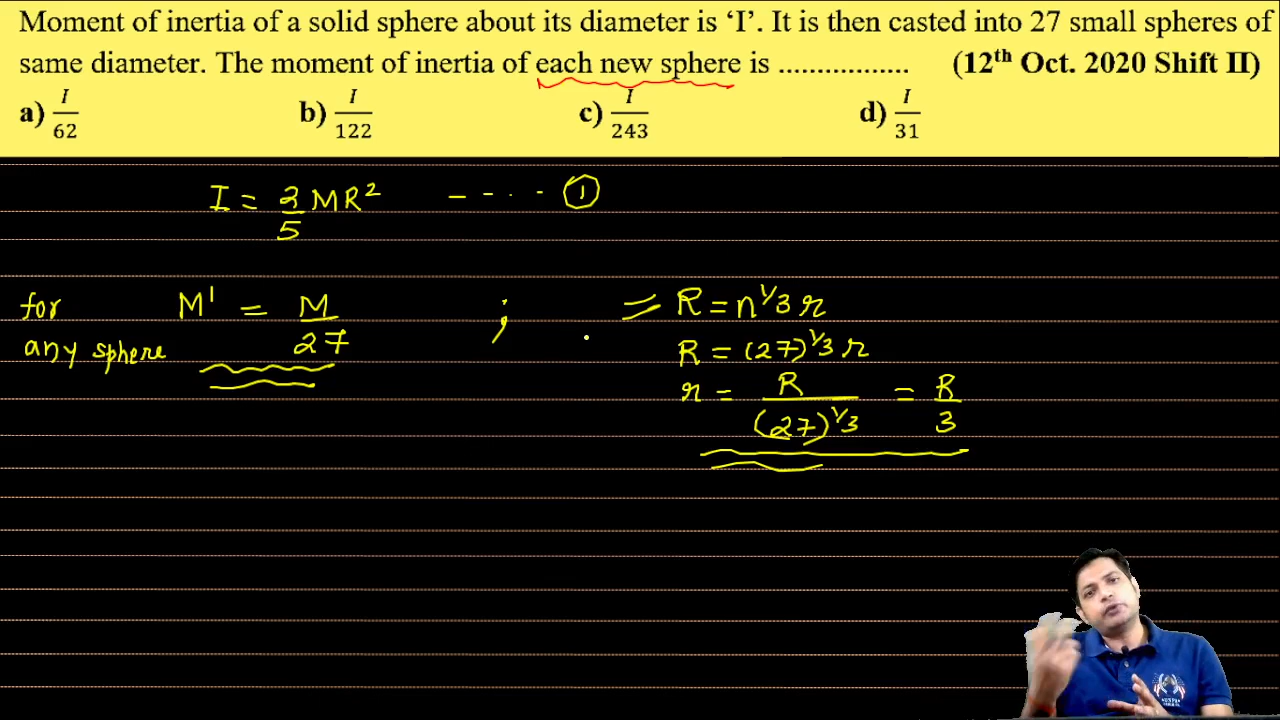 Moment of inertia of a solid sphere about its diameter is ‘I’. It is then casted into 27 small spheres of
same diameter. The moment of inertia of each new sphere is ................. (12th Oct. 2020 Shift II)
a) I/62 b) I/122 c) I/243 d) I/31
I = 2/5 MR² - - . . - ①
for M' = M/27 ; => R = n^1/3 r
any sphere R = (27)^1/3 r
r = R/(27)^1/3 = R/3